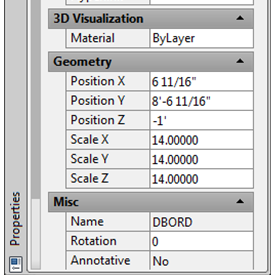 3D Visualization
Material ByLayer
Geometry
Position X 6 11/16"
Position Y 8'-6 11/16"
Position Z -1'
Scale X 14.00000
Scale Y 14.00000
Scale Z 14.00000
Misc
Name DBORD
Rotation 0
Annotative No
Properties